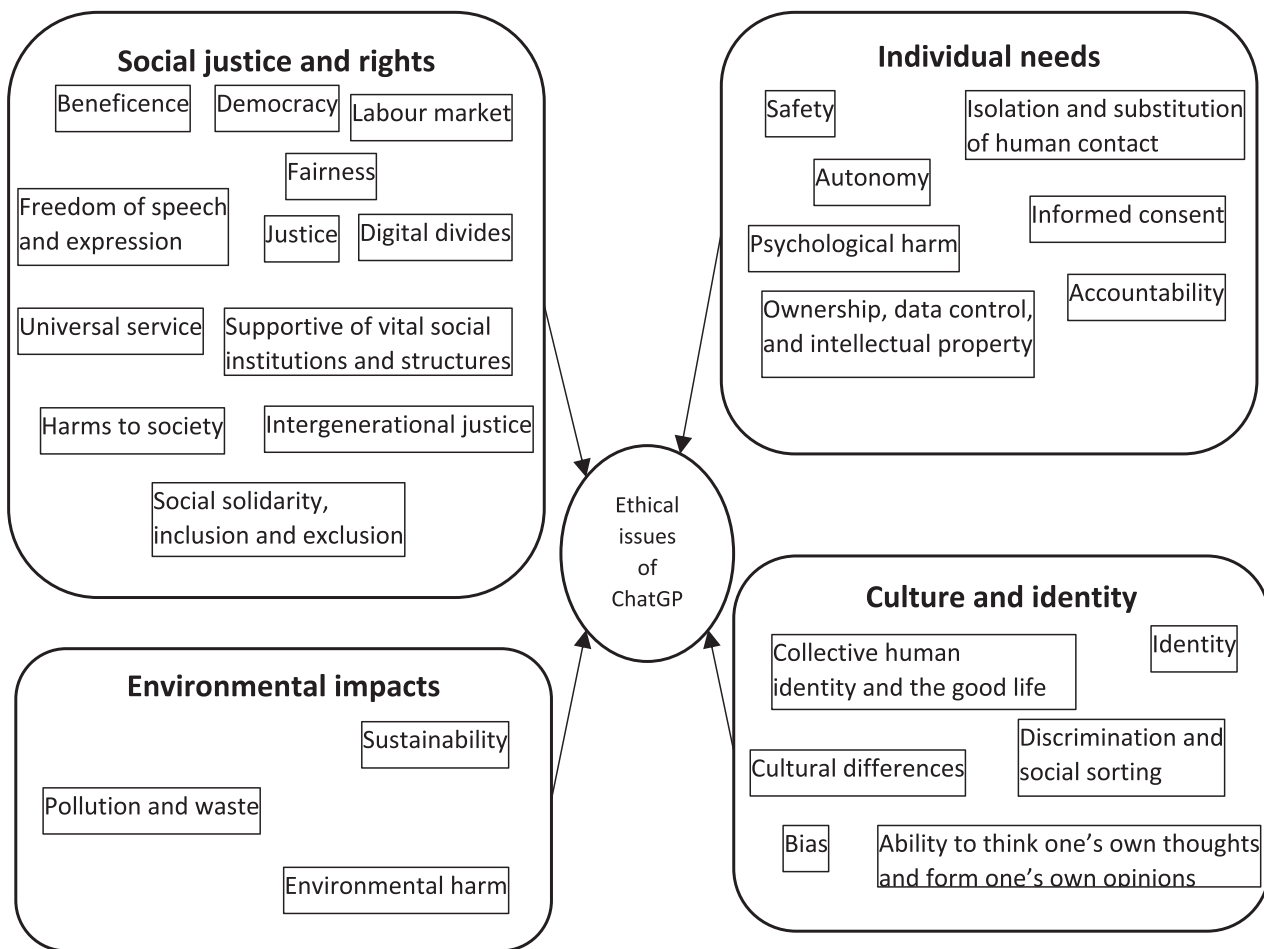 Social justice and rights
Beneficence
Democracy
Labour market
Fairness
Freedom of speech
and expression
Justice
Digital divides
Universal service
Supportive of vital social
institutions and structures
Harms to society
Intergenerational justice
Social solidarity,
inclusion and exclusion
Individual needs
Safety
Isolation and substitution
of human contact
Autonomy
Informed consent
Psychological harm
Accountability
Ownership, data control,
and intellectual property
Ethical
issues
of
ChatGP
Environmental impacts
Sustainability
Pollution and waste
Environmental harm
Culture and identity
Collective human
identity and the good life
Identity
Discrimination and
social sorting
Cultural differences
Bias
Ability to think one’s own thoughts
and form one’s own opinions